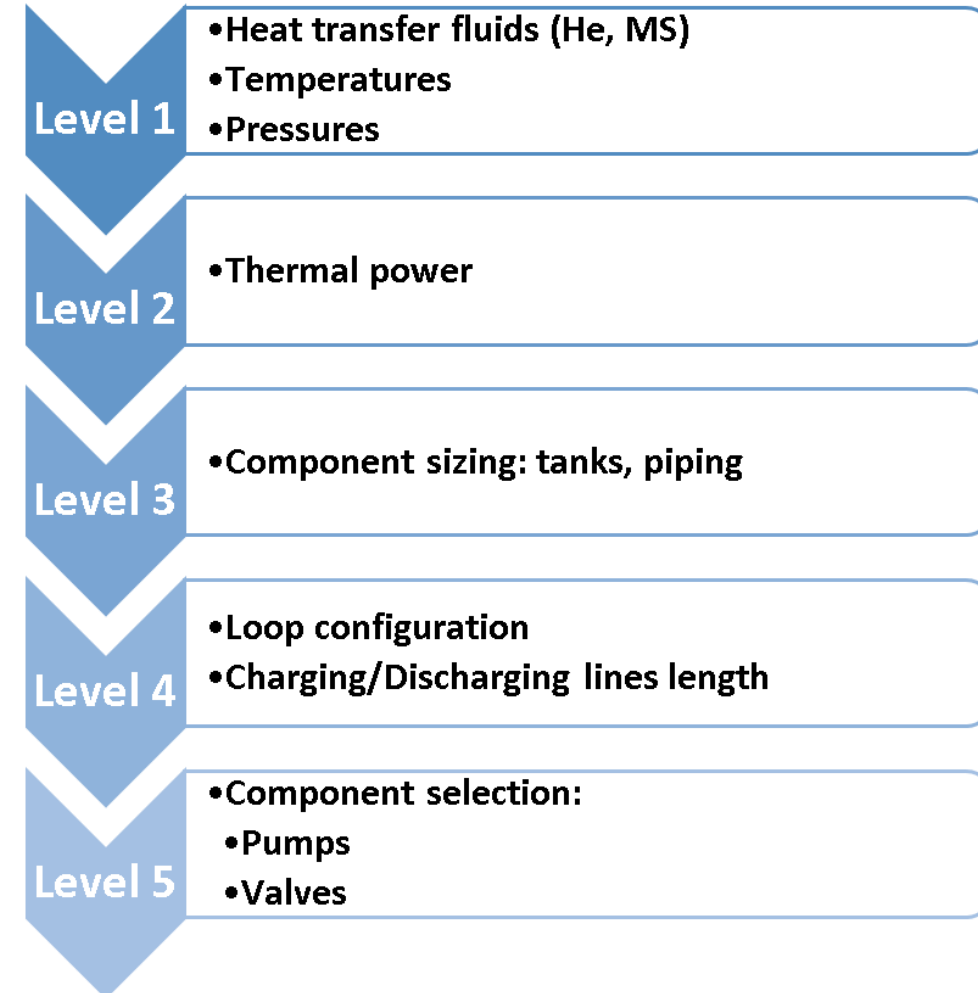 Level 1
•Heat transfer fluids (He, MS)
•Temperatures
•Pressures
Level 2
•Thermal power
Level 3
•Component sizing: tanks, piping
Level 4
•Loop configuration
•Charging/Discharging lines length
Level 5
•Component selection:
•Pumps
•Valves